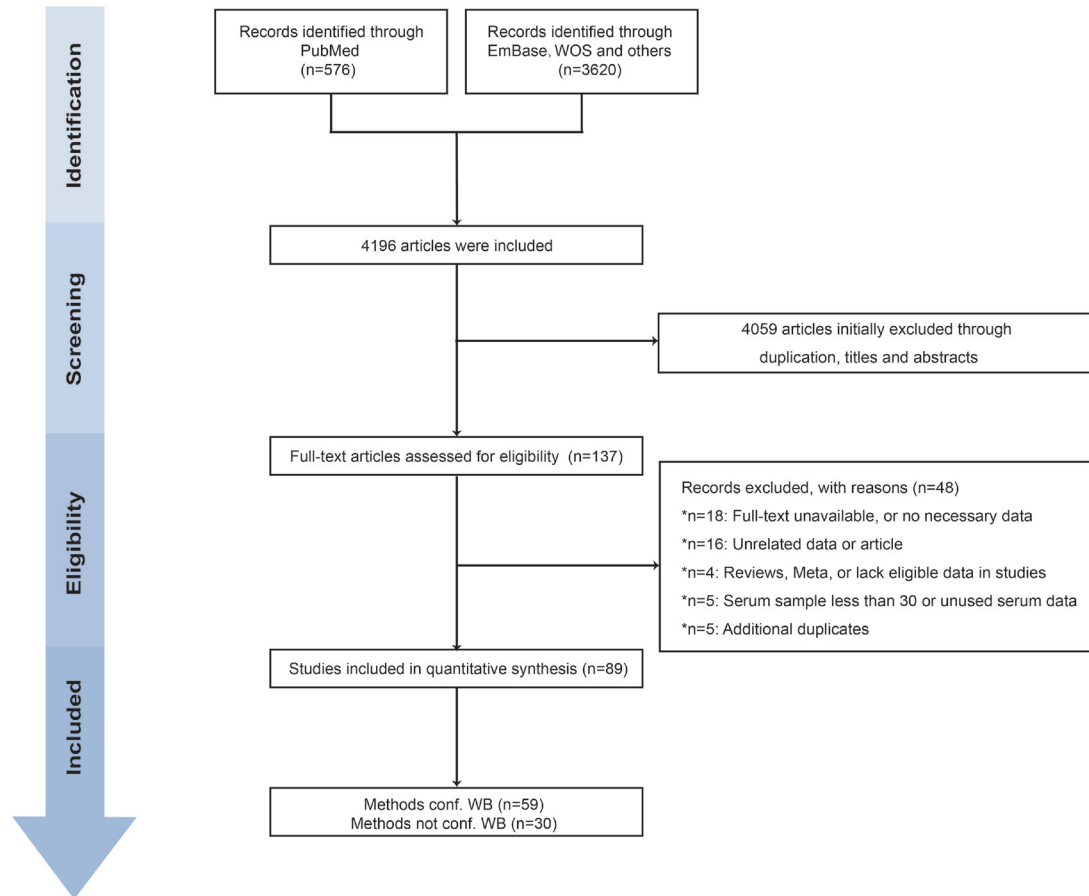 Identification
Records identified through
PubMed
(n=576)
Records identified through
EmBase, WOS and others
(n=3620)
Screening
4196 articles were included
4059 articles initially excluded through
duplication, titles and abstracts
Eligibility
Full-text articles assessed for eligibility (n=137)
Records excluded, with reasons (n=48)
*n=18: Full-text unavailable, or no necessary data
*n=16: Unrelated data or article
*n=4: Reviews, Meta, or lack eligible data in studies
*n=5: Serum sample less than 30 or unused serum data
*n=5: Additional duplicates
Included
Studies included in quantitative synthesis (n=89)
Methods conf. WB (n=59)
Methods not conf. WB (n=30)